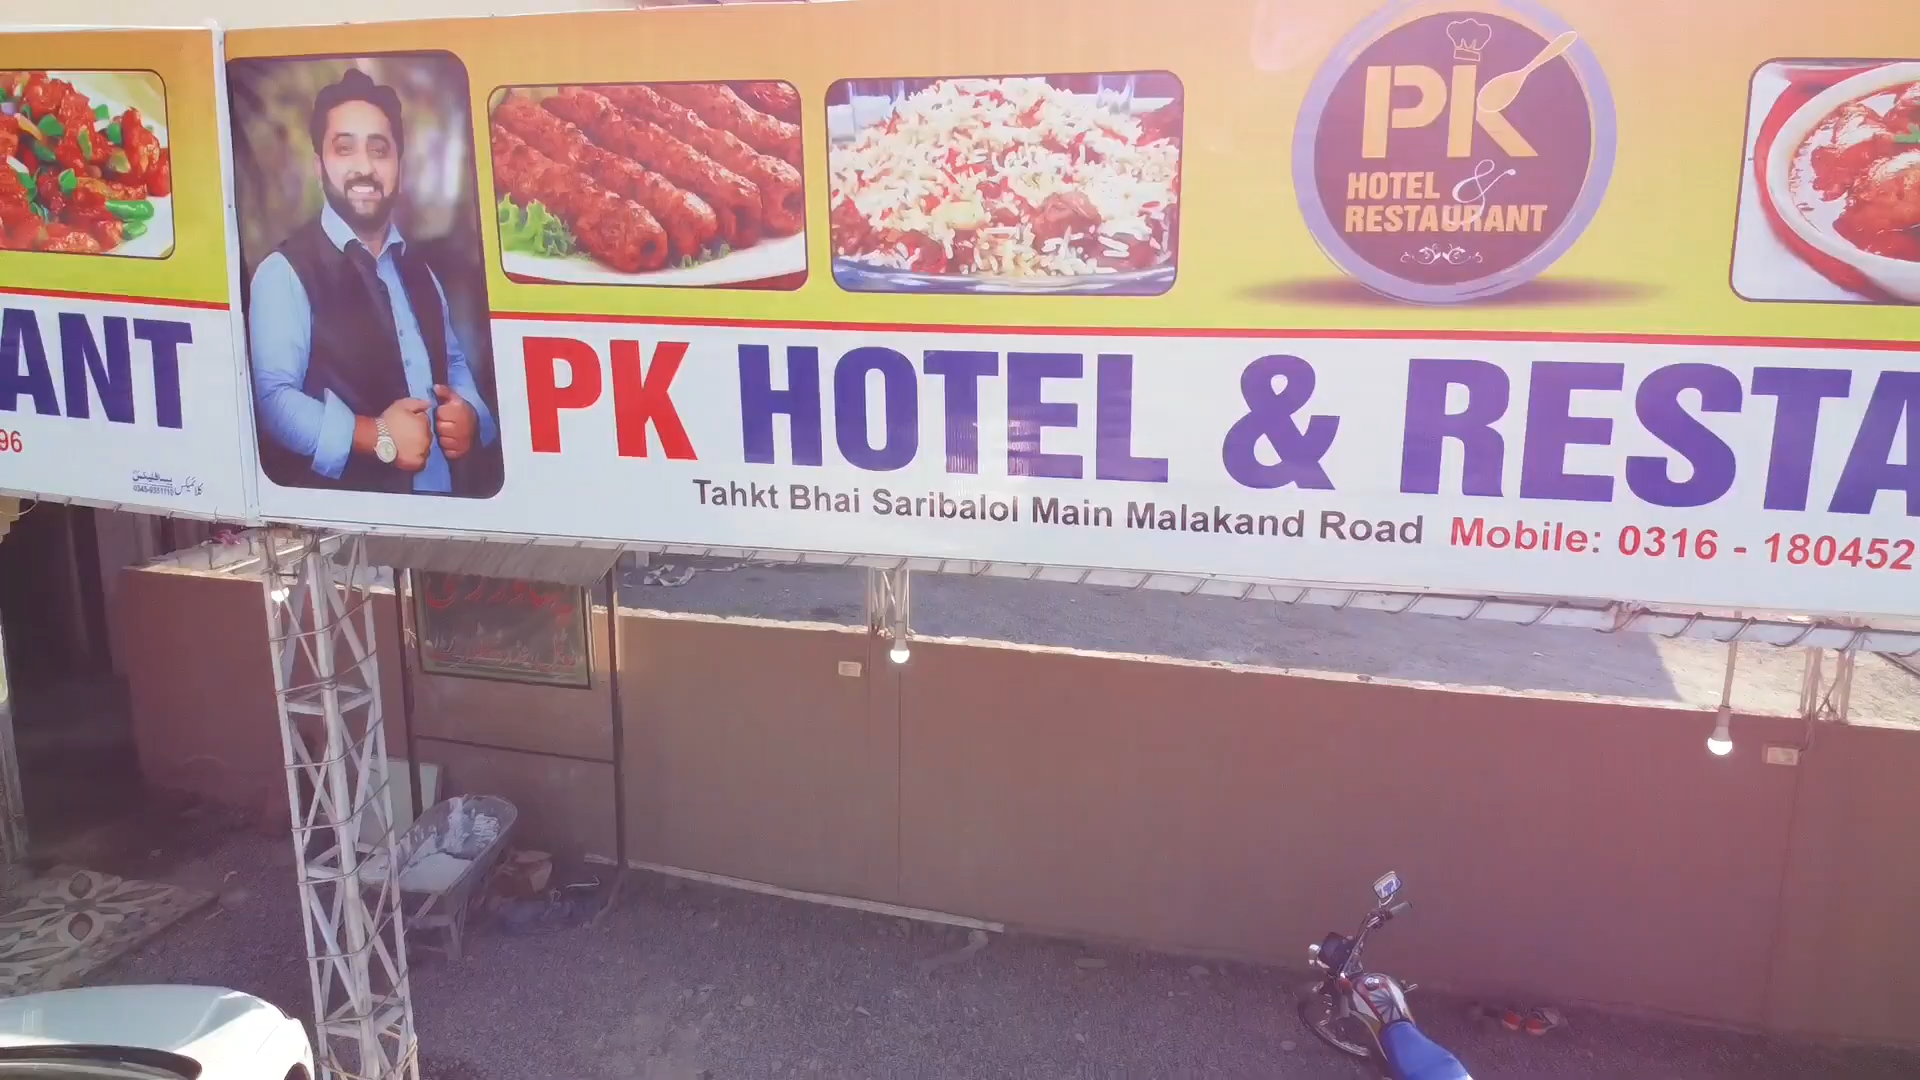 PK
HOTEL &
RESTAURANT
ANT
PK HOTEL & RESTA
96
Tahkt Bhai Saribalol Main Malakand Road Mobile: 0316 - 180452